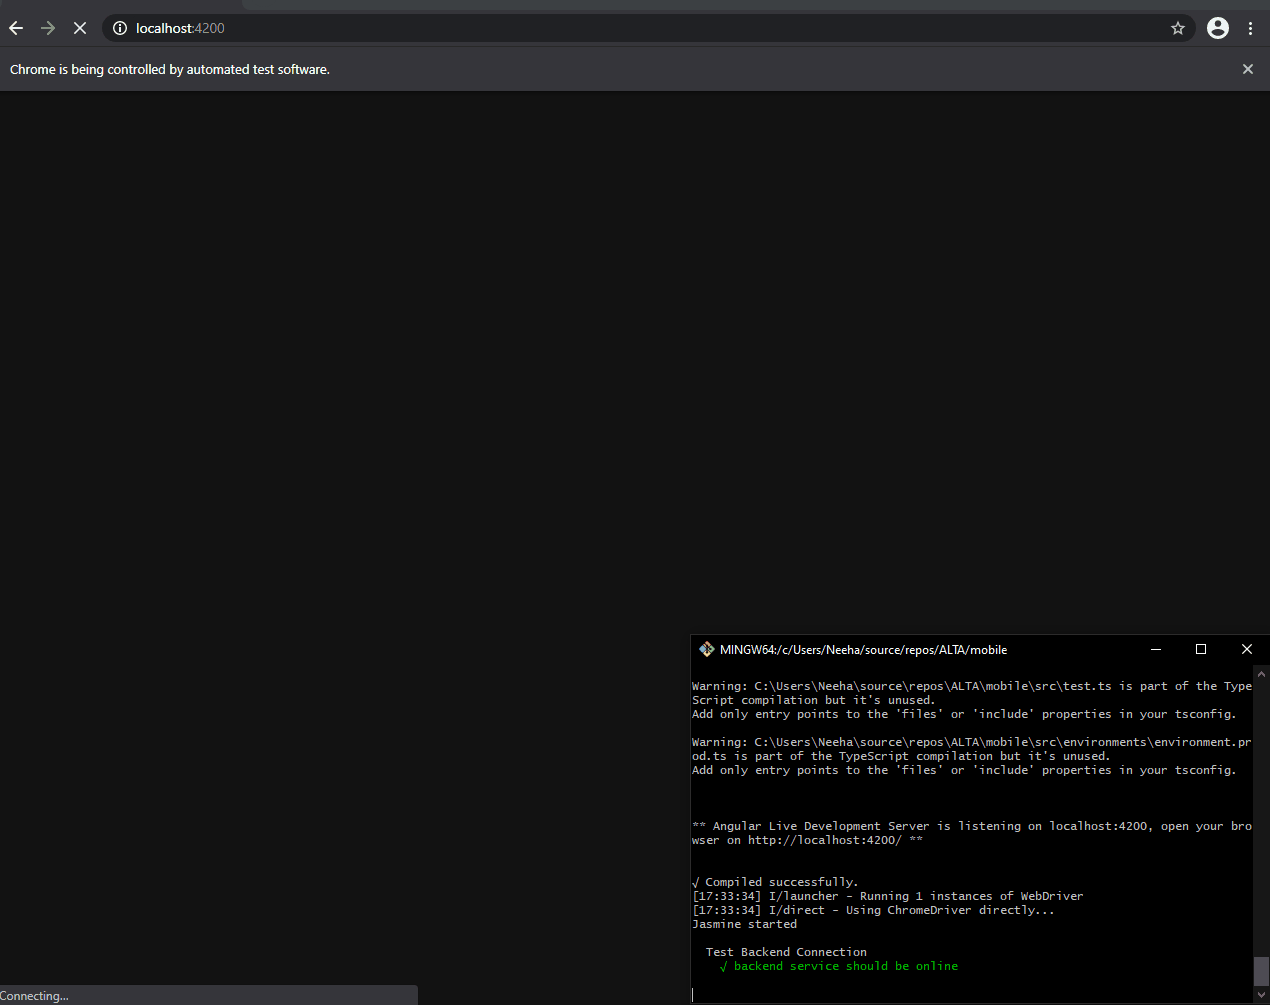 localhost:4200
Chrome is being controlled by automated test software.
MINGW64:/c/Users/Neeha/source/repos/ALTA/mobile
Warning: C:\Users\Neeha\source\repos\ALTA\mobile\src\test.ts is part of the Type
Script compilation but it's unused.
Add only entry points to the 'files' or 'include' properties in your tsconfig.
Warning: C:\Users\Neeha\source\repos\ALTA\mobile\src\environments\environment.pr
od.ts is part of the TypeScript compilation but it's unused.
Add only entry points to the 'files' or 'include' properties in your tsconfig.
** Angular Live Development Server is listening on localhost:4200, open your bro
wser on http://localhost:4200/ **
√ Compiled successfully.
[17:33:34] I/launcher - Running 1 instances of WebDriver
[17:33:34] I/direct - Using ChromeDriver directly...
Jasmine started
Test Backend Connection
√ backend service should be online
Connecting...